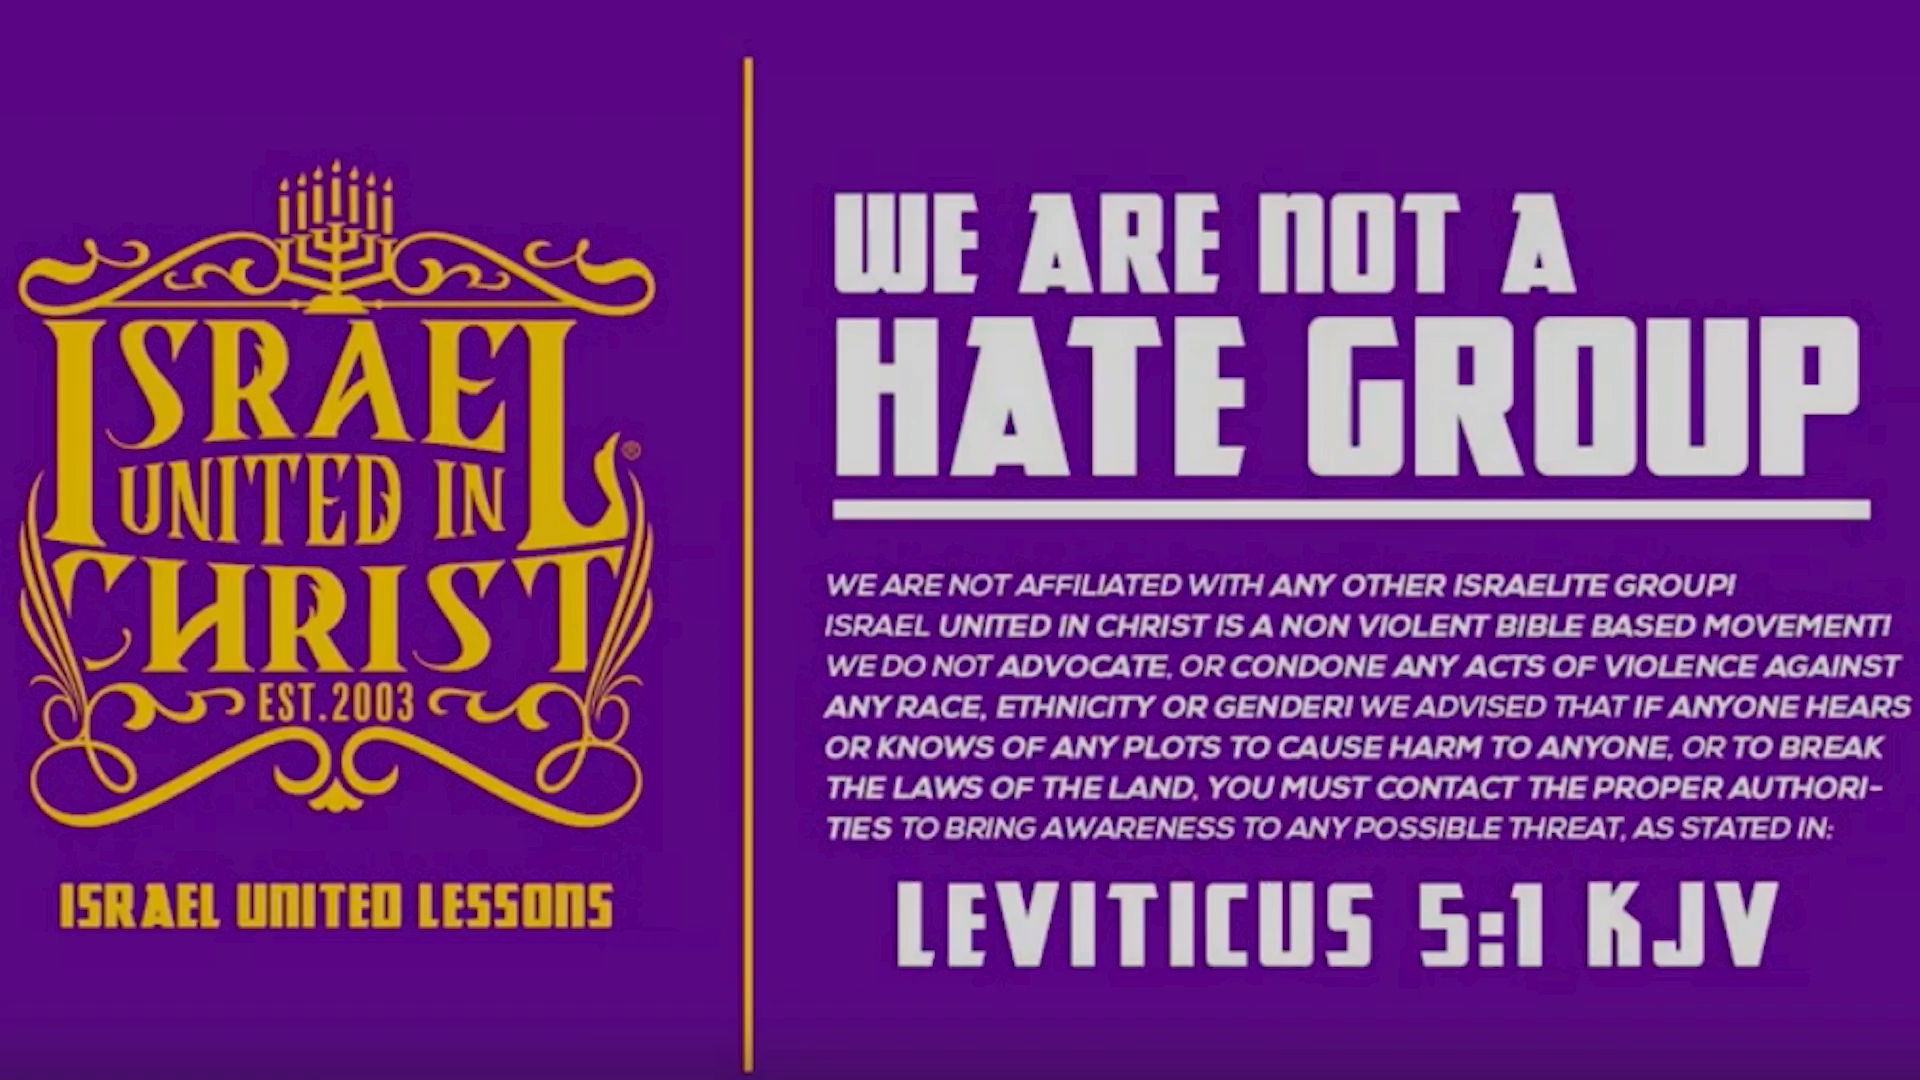 ISRAEL
UNITED IN
CHRIST®
EST.2003
ISRAEL UNITED LESSONS
WE ARE NOT A
HATE GROUP
WE ARE NOT AFFILIATED WITH ANY OTHER ISRAELITE GROUP!
ISRAEL UNITED IN CHRIST IS A NON VIOLENT BIBLE BASED MOVEMENT!
WE DO NOT ADVOCATE, OR CONDONE ANY ACTS OF VIOLENCE AGAINST
ANY RACE, ETHNICITY OR GENDER! WE ADVISED THAT IF ANYONE HEARS
OR KNOWS OF ANY PLOTS TO CAUSE HARM TO ANYONE, OR TO BREAK
THE LAWS OF THE LAND, YOU MUST CONTACT THE PROPER AUTHORI-
TIES TO BRING AWARENESS TO ANY POSSIBLE THREAT, AS STATED IN:
LEVITICUS 5:1 KJV